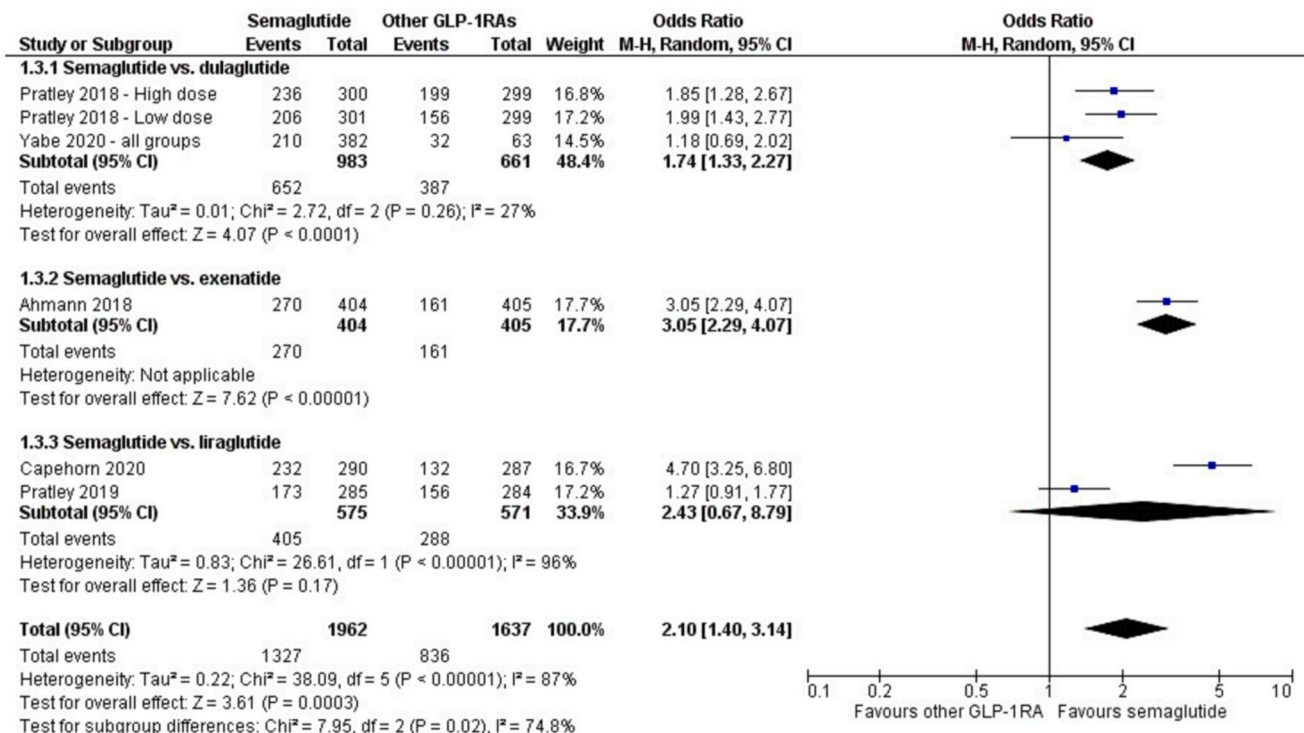 Semaglutide Other GLP-1RAs Odds Ratio Odds Ratio
Study or Subgroup Events Total Events Total Weight M-H, Random, 95% CI M-H, Random, 95% CI
1.3.1 Semaglutide vs. dulaglutide
Pratley 2018 - High dose 236 300 199 299 16.8% 1.85 [1.28, 2.67]
Pratley 2018 - Low dose 206 301 156 299 17.2% 1.99 [1.43, 2.77]
Yabe 2020 - all groups 210 382 32 63 14.5% 1.18 [0.69, 2.02]
Subtotal (95% CI) 983 661 48.4% 1.74 [1.33, 2.27]
Total events 652 387
Heterogeneity: Tau² = 0.01; Chi² = 2.72, df = 2 (P = 0.26); I² = 27%
Test for overall effect: Z = 4.07 (P < 0.0001)
1.3.2 Semaglutide vs. exenatide
Ahmann 2018 270 404 161 405 17.7% 3.05 [2.29, 4.07]
Subtotal (95% CI) 404 405 17.7% 3.05 [2.29, 4.07]
Total events 270 161
Heterogeneity: Not applicable
Test for overall effect: Z = 7.62 (P < 0.00001)
1.3.3 Semaglutide vs. liraglutide
Capehorn 2020 232 290 132 287 16.7% 4.70 [3.25, 6.80]
Pratley 2019 173 285 156 284 17.2% 1.27 [0.91, 1.77]
Subtotal (95% CI) 575 571 33.9% 2.43 [0.67, 8.79]
Total events 405 288
Heterogeneity: Tau² = 0.83; Chi² = 26.61, df = 1 (P < 0.00001); I² = 96%
Test for overall effect: Z = 1.36 (P = 0.17)
Total (95% CI) 1962 1637 100.0% 2.10 [1.40, 3.14]
Total events 1327 836
Heterogeneity: Tau² = 0.22; Chi² = 38.09, df = 5 (P < 0.00001); I² = 87%
Test for overall effect: Z = 3.61 (P = 0.0003)
Test for subgroup differences: Chi² = 7.95, df = 2 (P = 0.02), I² = 74.8%
0.1 0.2 0.5 1 2 5 10
Favours other GLP-1RA Favours semaglutide